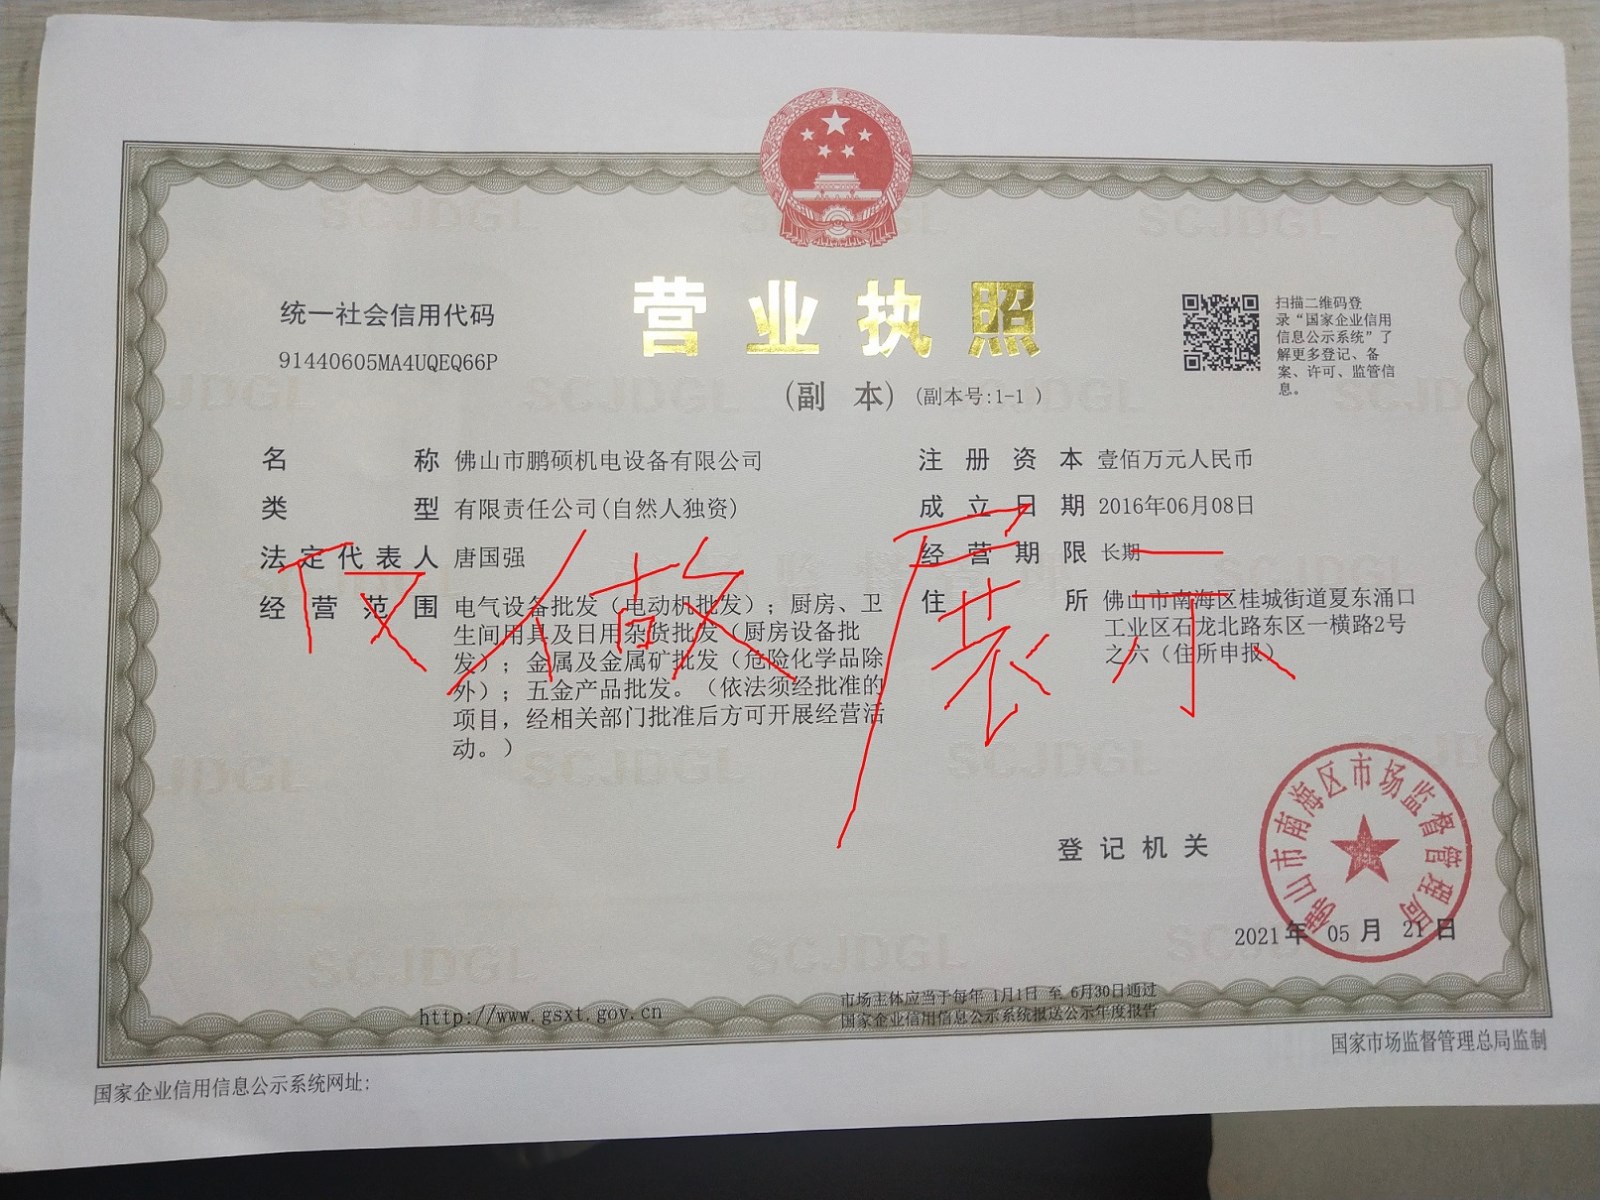 营业执照
(副 本) (副本号:1-1 )
统一社会信用代码
91440605MA4UQEQ66P
扫描二维码登
录“国家企业信用
信息公示系统”了
解更多登记、备
案、许可、监管信
息。
名 称 佛山市鹏硕机电设备有限公司
类 型 有限责任公司(自然人独资)
法定代表人 唐国强
经营范围 电气设备批发（电动机批发）；厨房、卫
生间用具及日用杂货批发（厨房设备批
发）；金属及金属矿批发（危险化学品除
外）；五金产品批发。（依法须经批准的
项目，经相关部门批准后方可开展经营活
动。）
注册资本 壹佰万元人民币
成立日期 2016年06月08日
经营期限 长期
住 所 佛山市南海区桂城街道夏东涌口
工业区石龙北路东区一横路2号
之六（住所申报）
仅做展示
登记机关
佛山市南海区市场监督管理局
2021 年 05 月 21 日
http://www.gsxt.gov.cn
市场主体应当于每年 1月1日 至 6月30日通过
国家企业信用信息公示系统报送公示年度报告
国家企业信用信息公示系统网址:
国家市场监督管理总局监制
SCJDGL